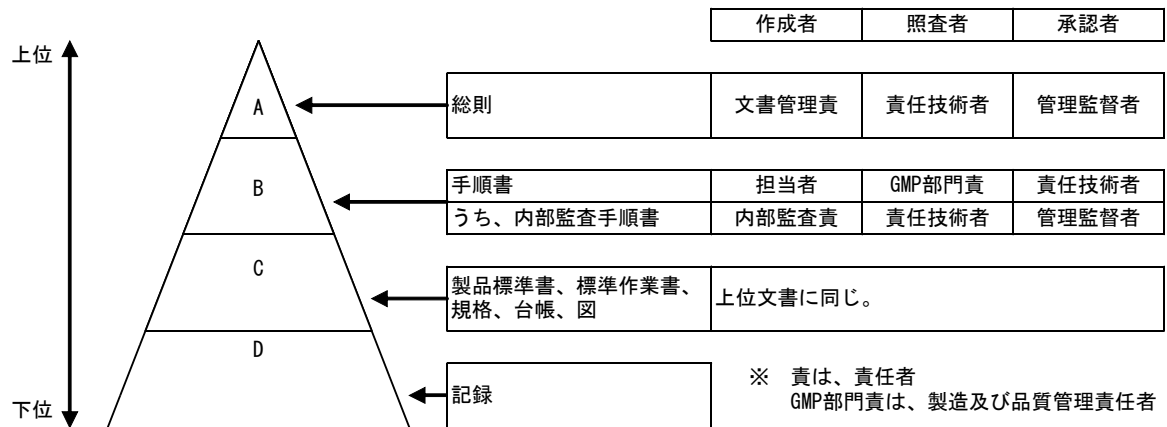 作成者 照査者 承認者
上位
A 総則 文書管理責 責任技術者 管理監督者
B 手順書 担当者 GMP部門責 責任技術者
うち、内部監査手順書 内部監査責 責任技術者 管理監督者
C 製品標準書、標準作業書、
規格、台帳、図 上位文書に同じ。
D
記録
※ 責は、責任者
GMP部門責は、製造及び品質管理責任者
下位